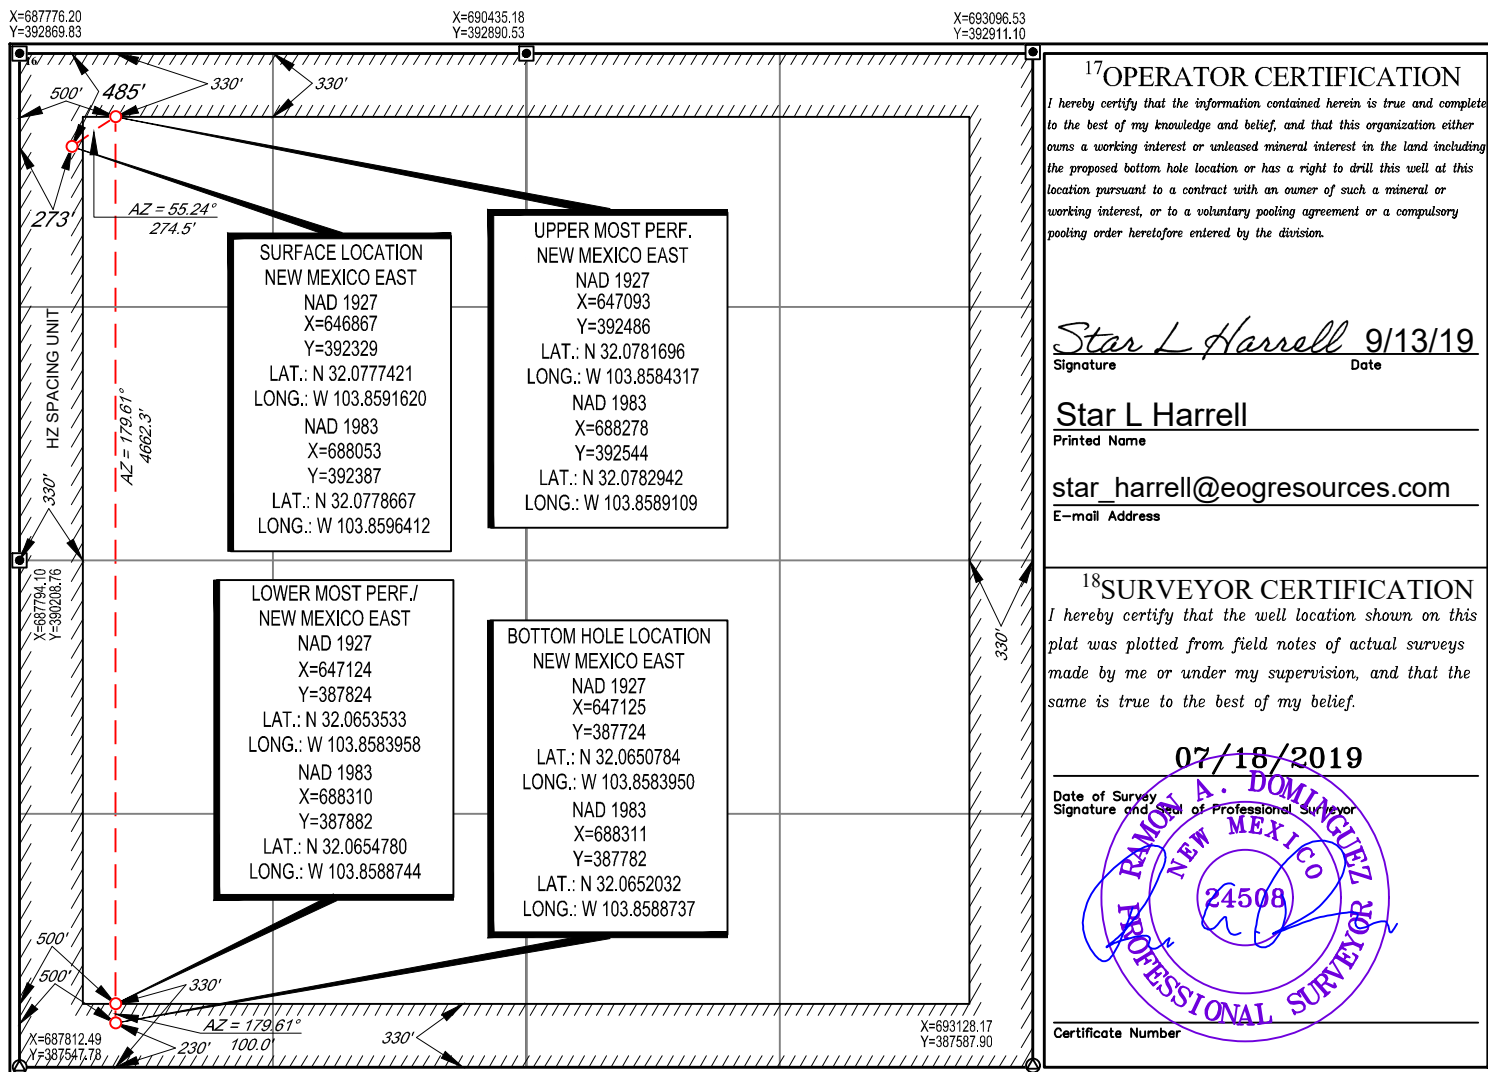 X=687776.20
Y=392869.83
X=690435.18
Y=392890.53
X=693096.53
Y=392911.10
16
500'
485'
330'
330'
273'
AZ = 55.24°
274.5'
HZ SPACING UNIT
AZ = 179.61°
4662.3'
330'
X=687794.10
Y=390208.76
SURFACE LOCATION
NEW MEXICO EAST
NAD 1927
X=646867
Y=392329
LAT.: N 32.0777421
LONG.: W 103.8591620
NAD 1983
X=688053
Y=392387
LAT.: N 32.0778667
LONG.: W 103.8596412
UPPER MOST PERF.
NEW MEXICO EAST
NAD 1927
X=647093
Y=392486
LAT.: N 32.0781696
LONG.: W 103.8584317
NAD 1983
X=688278
Y=392544
LAT.: N 32.0782942
LONG.: W 103.8589109
LOWER MOST PERF./
NEW MEXICO EAST
NAD 1927
X=647124
Y=387824
LAT.: N 32.0653533
LONG.: W 103.8583958
NAD 1983
X=688310
Y=387882
LAT.: N 32.0654780
LONG.: W 103.8588744
BOTTOM HOLE LOCATION
NEW MEXICO EAST
NAD 1927
X=647125
Y=387724
LAT.: N 32.0650784
LONG.: W 103.8583950
NAD 1983
X=688311
Y=387782
LAT.: N 32.0652032
LONG.: W 103.8588737
330'
500'
500'
330'
AZ = 179.61°
100.0'
230'
330'
X=687812.49
Y=387547.78
X=693128.17
Y=387587.90
17OPERATOR CERTIFICATION
I hereby certify that the information contained herein is true and complete
to the best of my knowledge and belief, and that this organization either
owns a working interest or unleased mineral interest in the land including
the proposed bottom hole location or has a right to drill this well at this
location pursuant to a contract with an owner of such a mineral or
working interest, or to a voluntary pooling agreement or a compulsory
pooling order heretofore entered by the division.
Star L Harrell 9/13/19
Signature Date
Star L Harrell
Printed Name
star_harrell@eogresources.com
E-mail Address
18SURVEYOR CERTIFICATION
I hereby certify that the well location shown on this
plat was plotted from field notes of actual surveys
made by me or under my supervision, and that the
same is true to the best of my belief.
07/18/2019
Date of Survey
Signature and Seal of Professional Surveyor
RAMON A. DOMINGUEZ
NEW MEXICO
24508
PROFESSIONAL SURVEYOR
Certificate Number